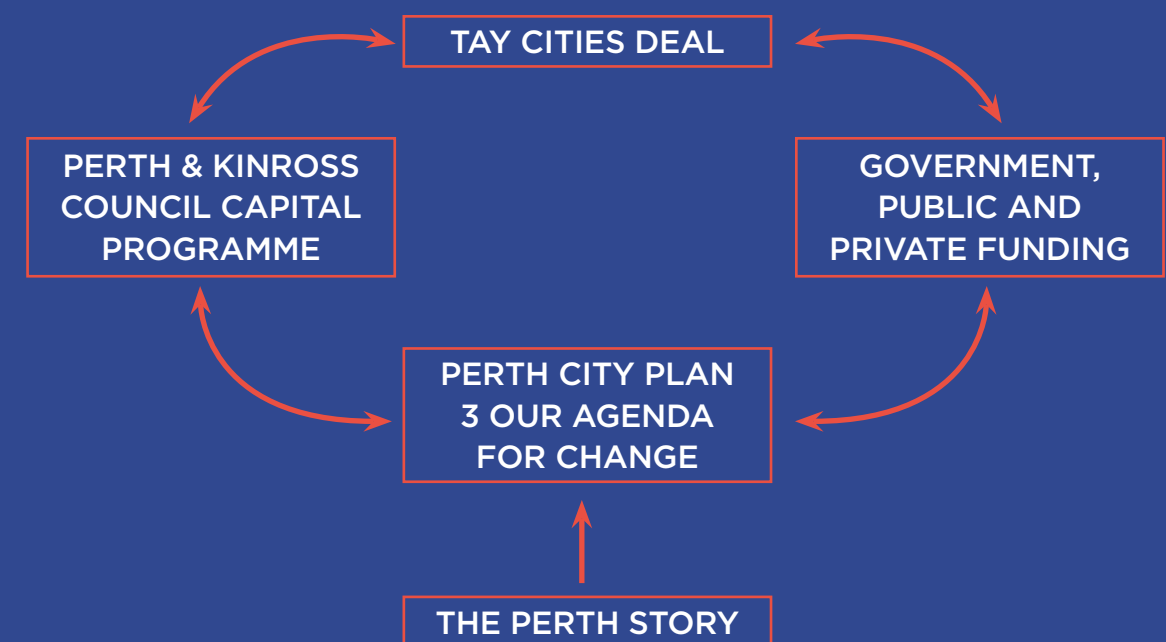 TAY CITIES DEAL
PERTH & KINROSS
COUNCIL CAPITAL
PROGRAMME
GOVERNMENT,
PUBLIC AND
PRIVATE FUNDING
PERTH CITY PLAN
3 OUR AGENDA
FOR CHANGE
THE PERTH STORY